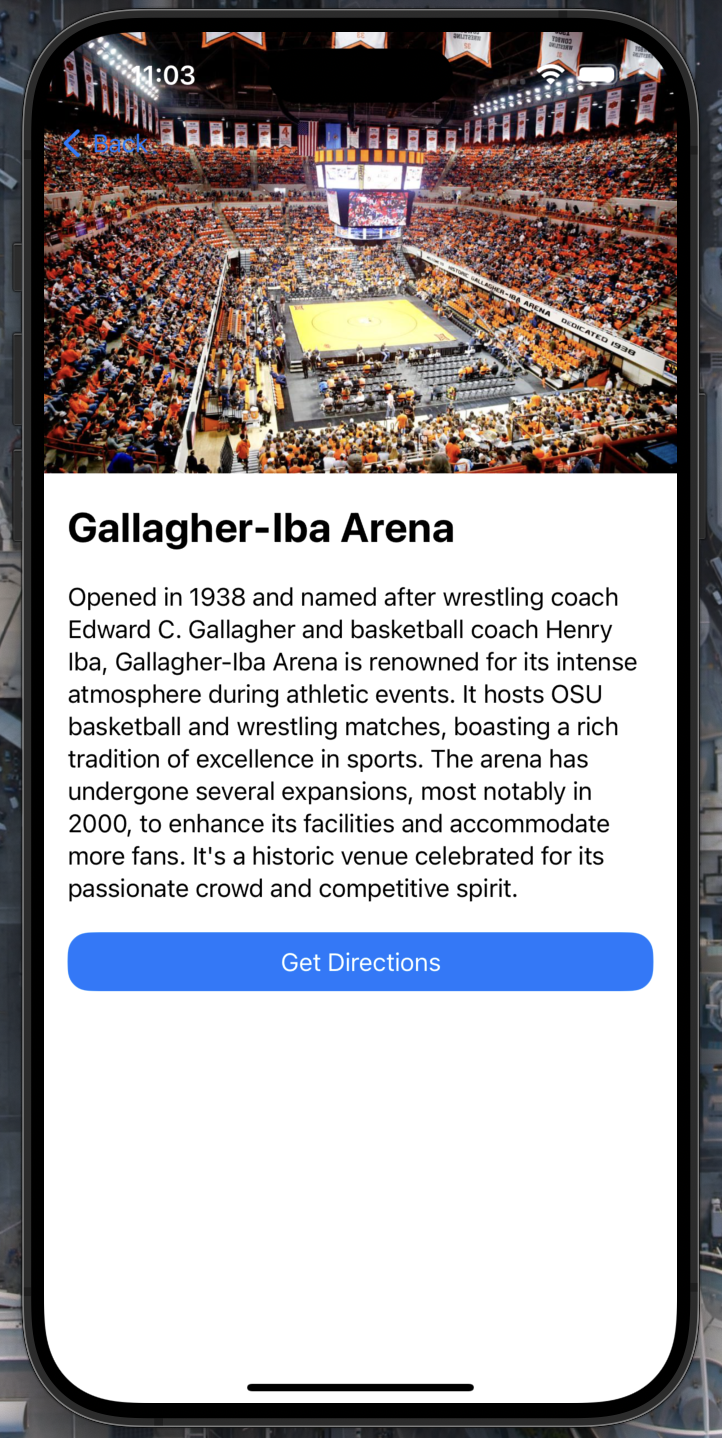 11:03
Back
HISTORIC GALLAGHER-IBA ARENA DEDICATED 1938
Gallagher-Iba Arena
Opened in 1938 and named after wrestling coach
Edward C. Gallagher and basketball coach Henry
Iba, Gallagher-Iba Arena is renowned for its intense
atmosphere during athletic events. It hosts OSU
basketball and wrestling matches, boasting a rich
tradition of excellence in sports. The arena has
undergone several expansions, most notably in
2000, to enhance its facilities and accommodate
more fans. It's a historic venue celebrated for its
passionate crowd and competitive spirit.
Get Directions